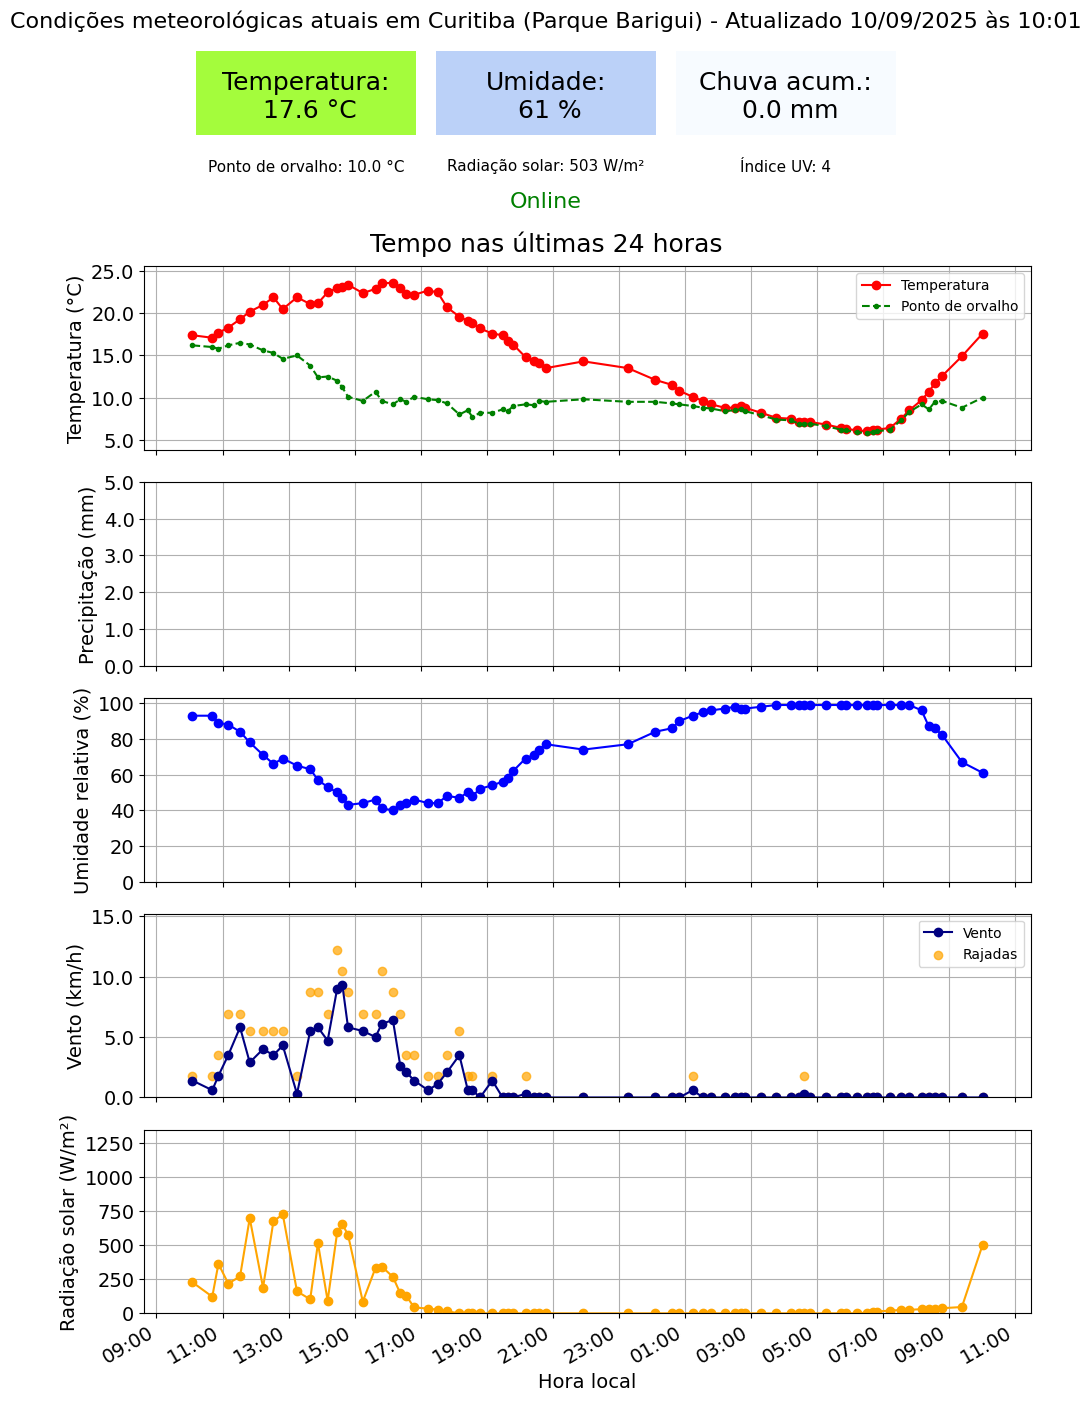 Condições meteorológicas atuais em Curitiba (Parque Barigui) - Atualizado 10/09/2025 às 10:01
Temperatura:
17.6 °C
Umidade:
61 %
Chuva acum.:
0.0 mm
Ponto de orvalho: 10.0 °C
Radiação solar: 503 W/m²
Índice UV: 4
Online
Tempo nas últimas 24 horas
Temperatura (°C)
25.0
20.0
15.0
10.0
5.0
Temperatura
Ponto de orvalho
Precipitação (mm)
5.0
4.0
3.0
2.0
1.0
0.0
Umidade relativa (%)
100
80
60
40
20
0
Vento (km/h)
15.0
10.0
5.0
0.0
Vento
Rajadas
Radiação solar (W/m²)
1250
1000
750
500
250
0
09:00
11:00
13:00
15:00
17:00
19:00
21:00
23:00
01:00
03:00
05:00
07:00
09:00
11:00
Hora local